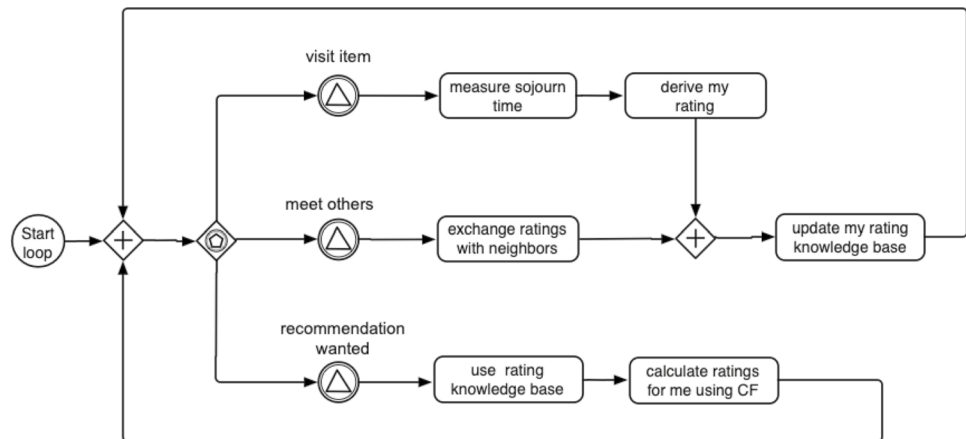 visit item
measure sojourn
time
derive my
rating
meet others
Start
loop
exchange ratings
with neighbors
update my rating
knowledge base
recommendation
wanted
use rating
knowledge base
calculate ratings
for me using CF